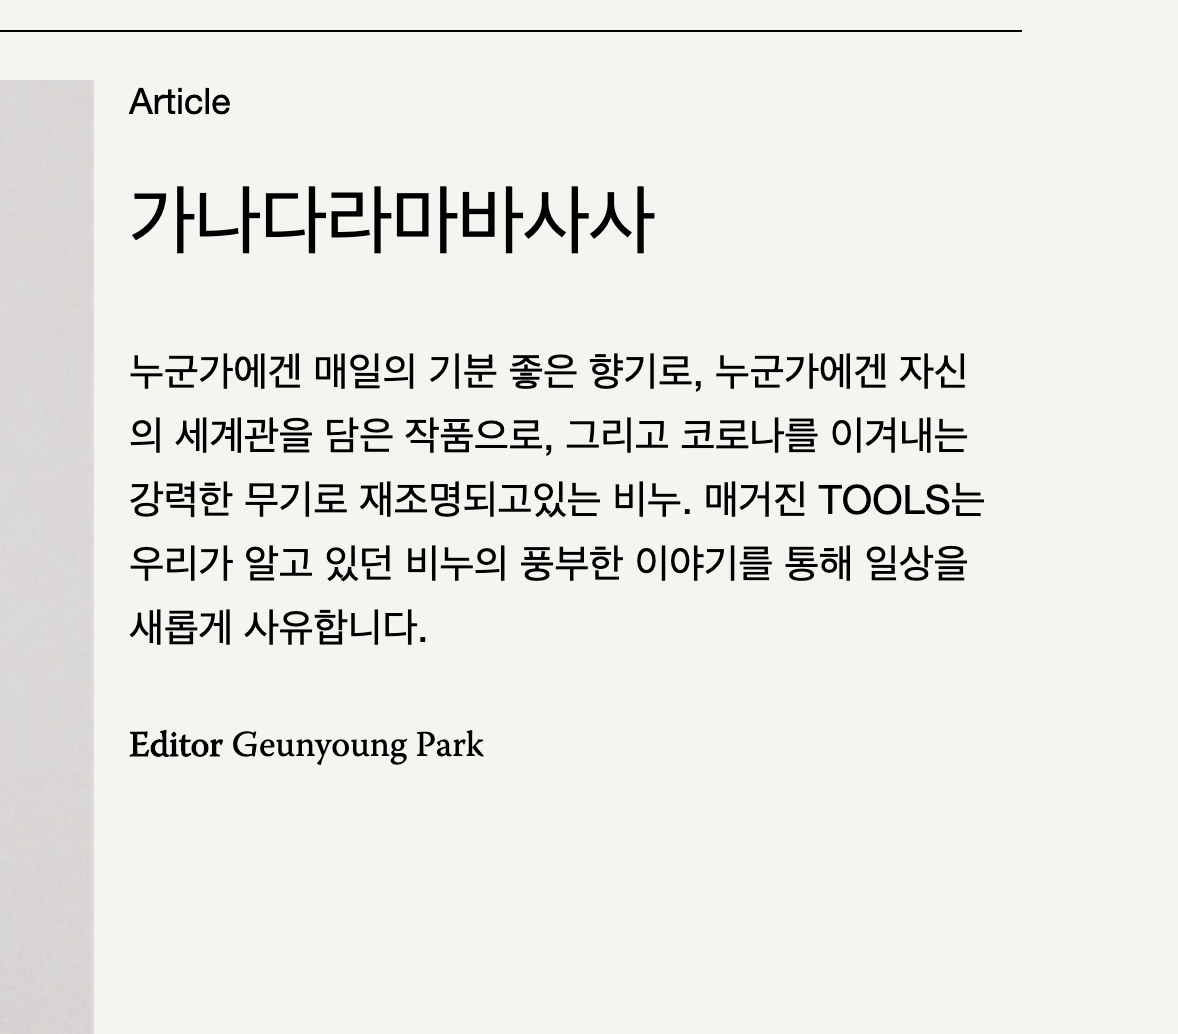 Article
가나다라마바사사
누군가에겐 매일의 기분 좋은 향기로, 누군가에겐 자신
의 세계관을 담은 작품으로, 그리고 코로나를 이겨내는
강력한 무기로 재조명되고있는 비누. 매거진 TOOLS는
우리가 알고 있던 비누의 풍부한 이야기를 통해 일상을
새롭게 사유합니다.
Editor Geunyoung Park